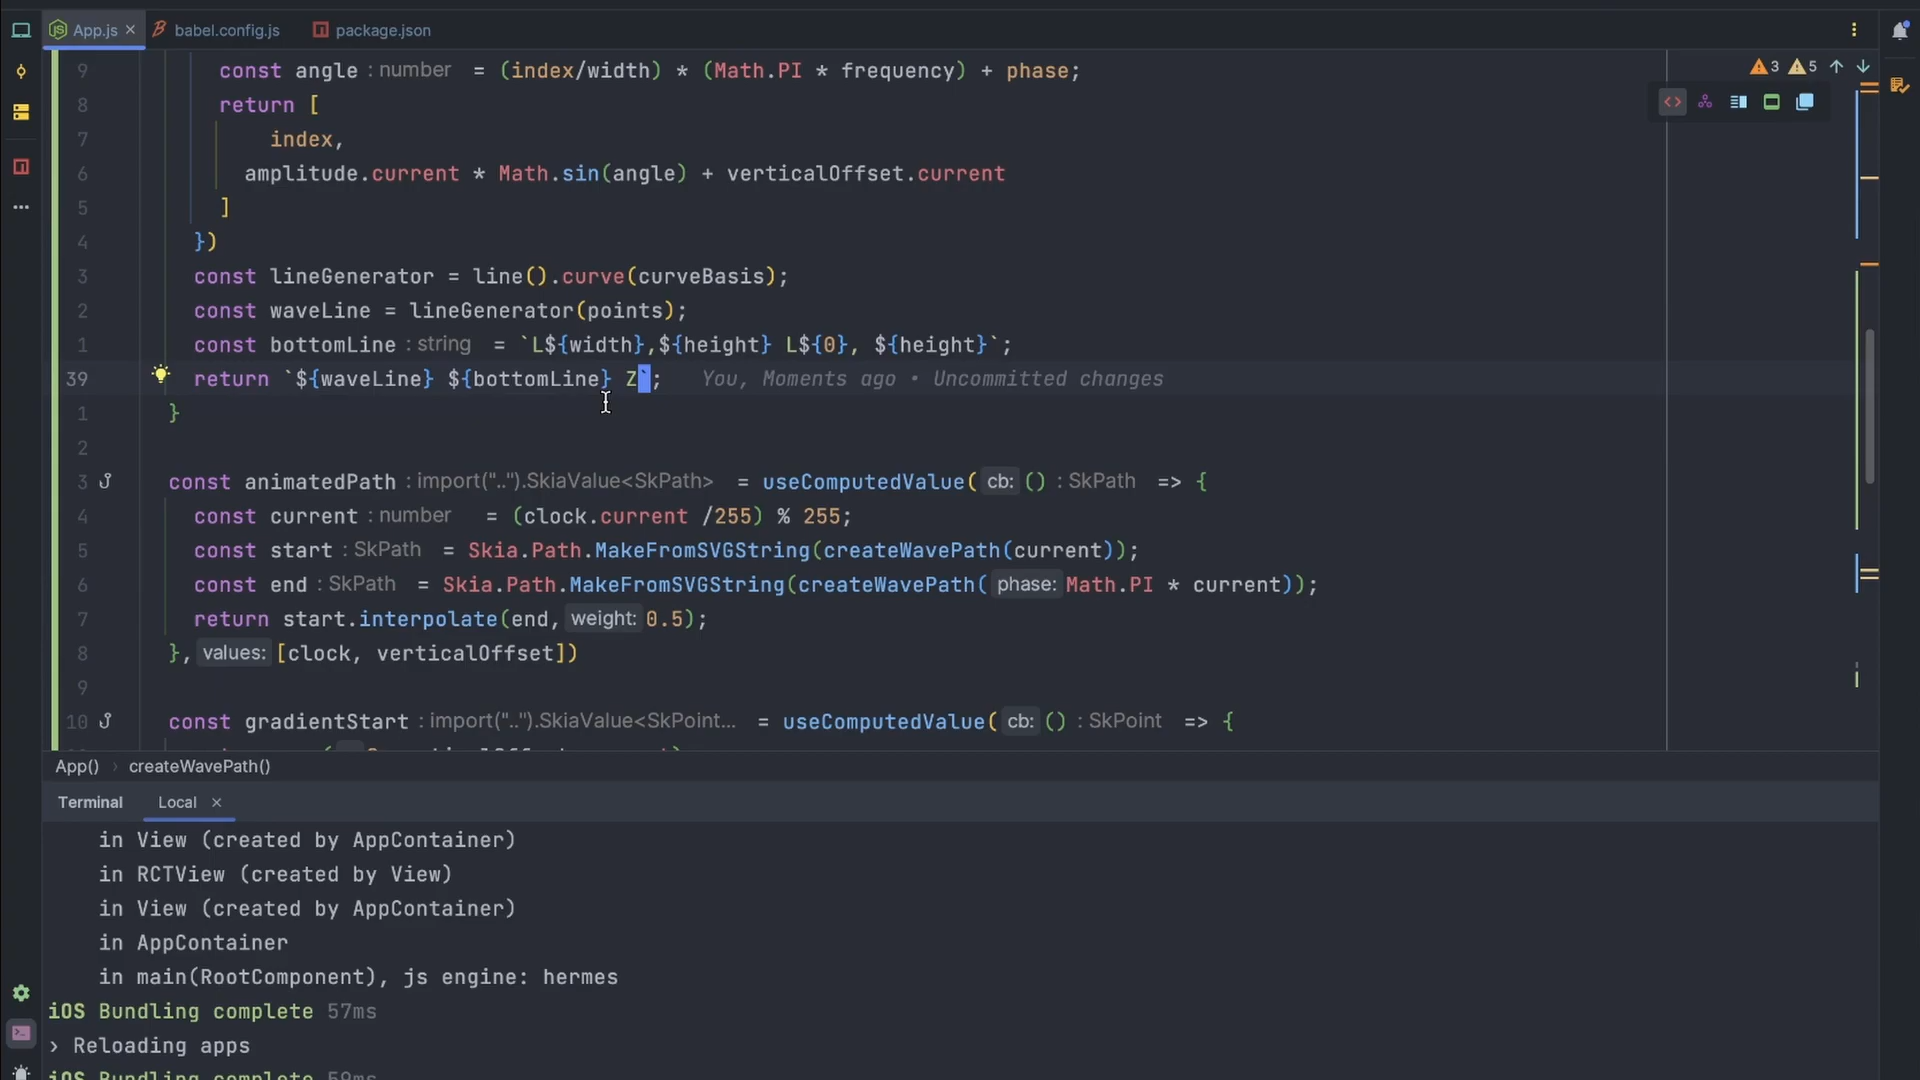 App.js × babel.config.js package.json
9 const angle : number = (index/width) * (Math.PI * frequency) + phase;
3 5
8 return [
7 index,
6 amplitude.current * Math.sin(angle) + verticalOffset.current
5 ]
4 })
3 const lineGenerator = line().curve(curveBasis);
2 const waveLine = lineGenerator(points);
1 const bottomLine : string = `L${width},${height} L${0}, ${height}`;
39 return `${waveLine} ${bottomLine} Z`; You, Moments ago • Uncommitted changes
1 }
2
3 const animatedPath : import("..").SkiaValue<SkPath> = useComputedValue( cb: () : SkPath => {
4 const current : number = (clock.current /255) % 255;
5 const start : SkPath = Skia.Path.MakeFromSVGString(createWavePath(current));
6 const end : SkPath = Skia.Path.MakeFromSVGString(createWavePath( phase: Math.PI * current));
7 return start.interpolate(end, weight: 0.5);
8 }, values: [clock, verticalOffset])
9
10 const gradientStart : import("..").SkiaValue<SkPoint... = useComputedValue( cb: () : SkPoint => {
App() › createWavePath()
Terminal Local ×
in View (created by AppContainer)
in RCTView (created by View)
in View (created by AppContainer)
in AppContainer
in main(RootComponent), js engine: hermes
iOS Bundling complete 57ms
› Reloading apps
iOS Bundling complete 59ms